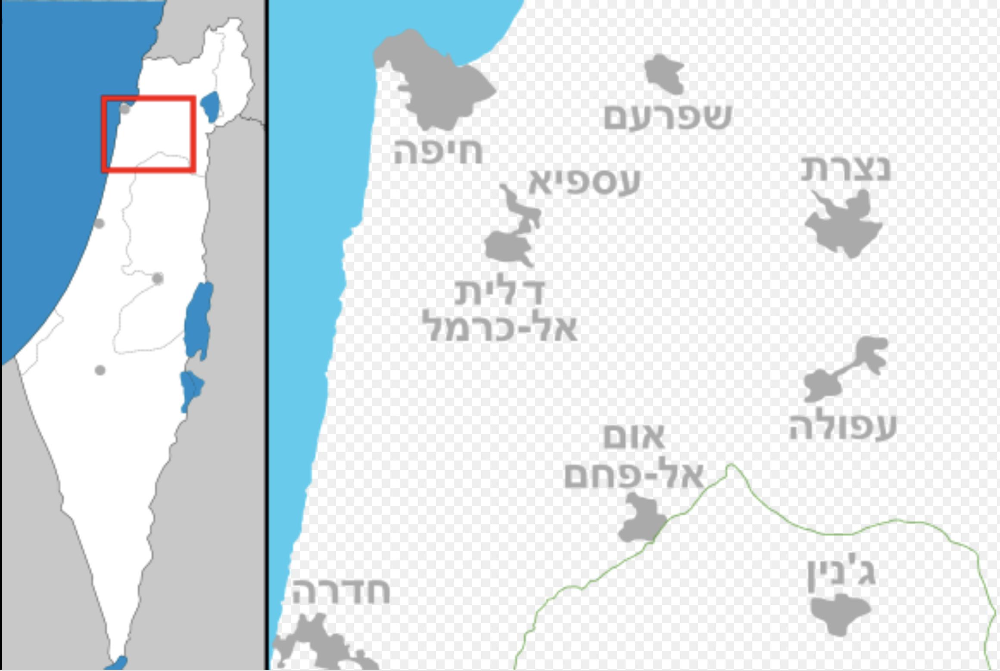 שפרעם
חיפה
נצרת
עספיא
דלית
אל-כרמל
עפולה
אום
אל-פחם
ג'נין
חדרה